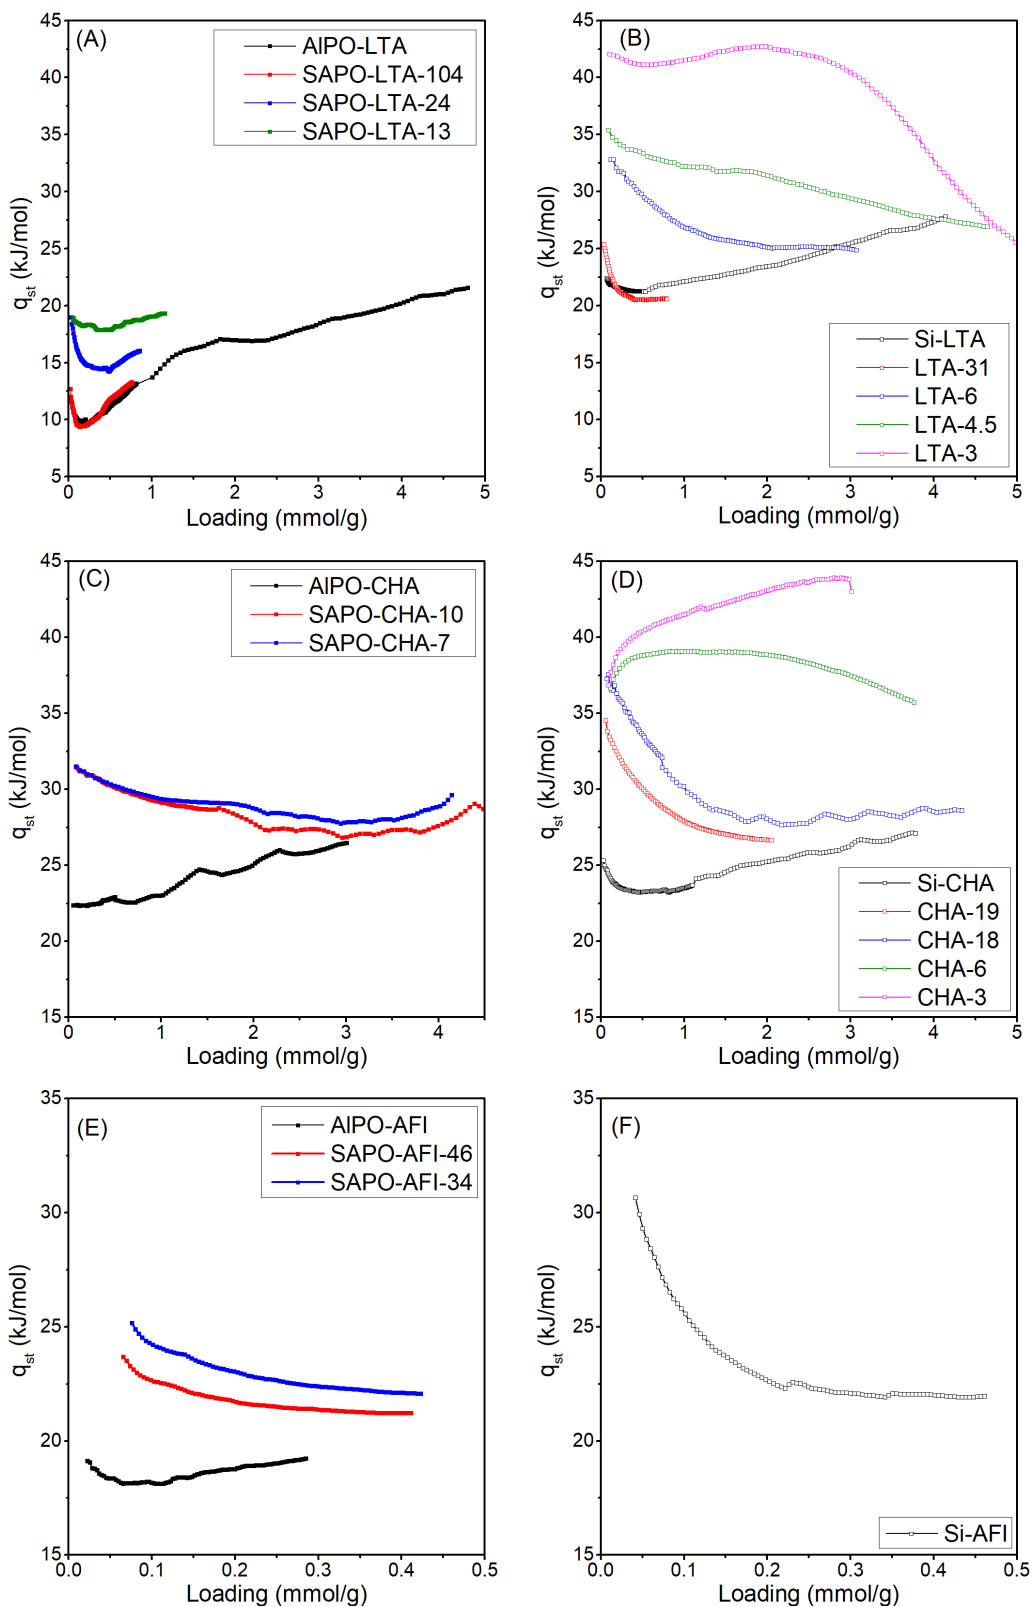 (A)
AlPO-LTA
SAPO-LTA-104
SAPO-LTA-24
SAPO-LTA-13
45
40
35
30
25
20
15
10
5
q_st (kJ/mol)
0 1 2 3 4 5
Loading (mmol/g)
(B)
Si-LTA
LTA-31
LTA-6
LTA-4.5
LTA-3
45
40
35
30
25
20
15
10
5
q_st (kJ/mol)
0 1 2 3 4 5
Loading (mmol/g)
(C)
AlPO-CHA
SAPO-CHA-10
SAPO-CHA-7
45
40
35
30
25
20
15
q_st (kJ/mol)
0 1 2 3 4
Loading (mmol/g)
(D)
Si-CHA
CHA-19
CHA-18
CHA-6
CHA-3
45
40
35
30
25
20
15
q_st (kJ/mol)
0 1 2 3 4 5
Loading (mmol/g)
(E)
AlPO-AFI
SAPO-AFI-46
SAPO-AFI-34
35
30
25
20
15
q_st (kJ/mol)
0.0 0.1 0.2 0.3 0.4 0.5
Loading (mmol/g)
(F)
Si-AFI
35
30
25
20
15
q_st (kJ/mol)
0.0 0.1 0.2 0.3 0.4 0.5
Loading (mmol/g)